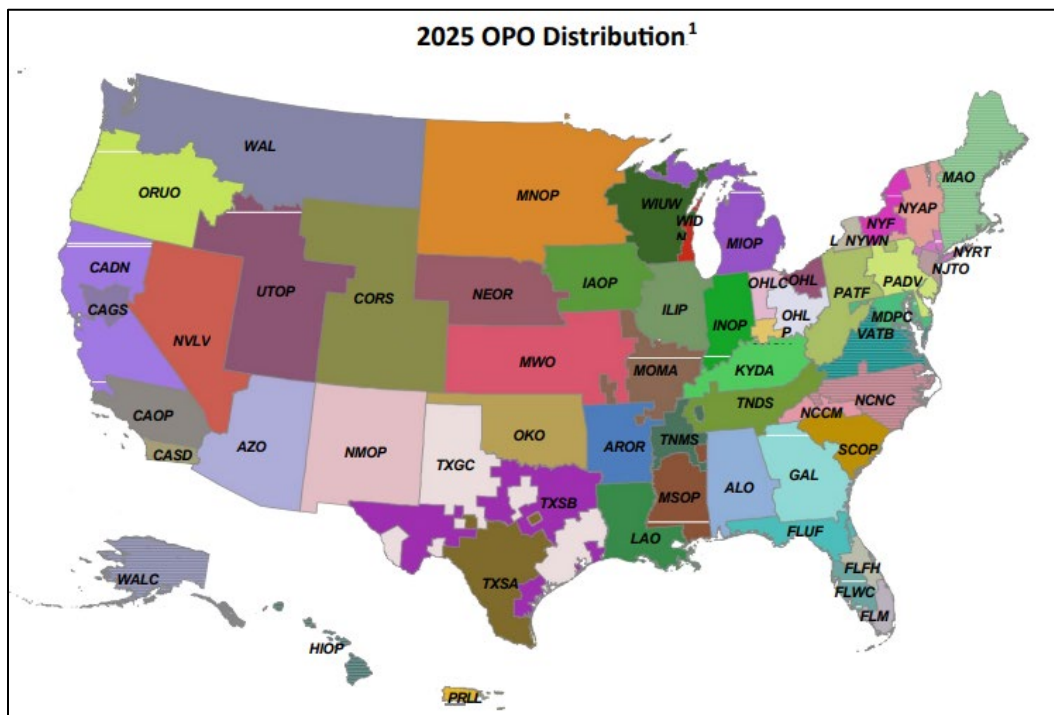 2025 OPO Distribution.1
WAL
MNOP
MAO
ORUO
WIUW
NYAP
WID
N
NYF
MIOP
L
NYWN
NYRT
CADN
OHLC
OHL
NJTO
PADV
UTOP
CORS
NEOR
IAOP
PATF
CAGS
ILIP
INOP
OHL
P
MDPC
VATB
NVLV
MWO
MOMA
KYDA
CAOP
TNDS
NCNC
NCCM
CASD
AZO
NMOP
OKO
AROR
TNMS
SCOP
TXGC
GAL
TXSB
MSOP
ALO
LAO
FLUF
FLFH
WALC
TXSA
FLWC
FLM
HIOP
PRLL